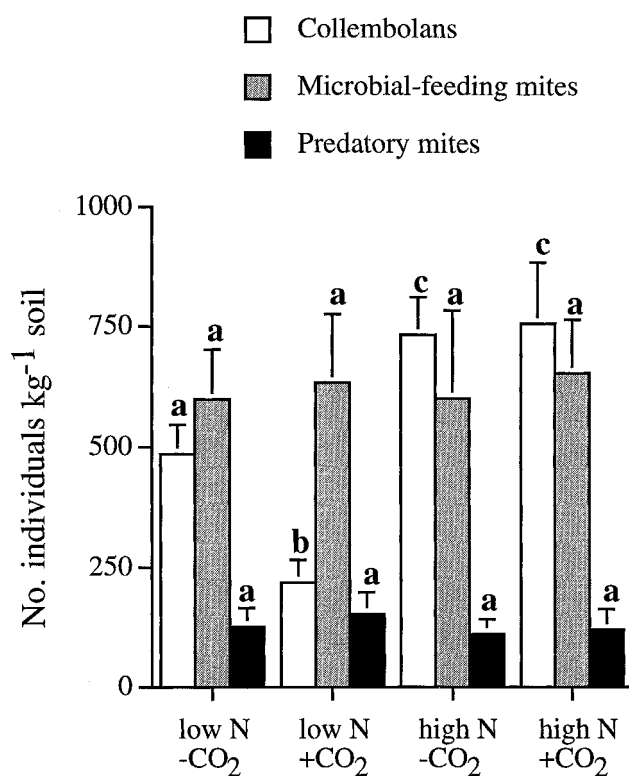 Collembolans
Microbial-feeding mites
Predatory mites
No. individuals kg⁻¹ soil
1000
750
500
250
0
a
a
a
b
a
a
c
a
a
c
a
a
low N
-CO₂
low N
+CO₂
high N
-CO₂
high N
+CO₂